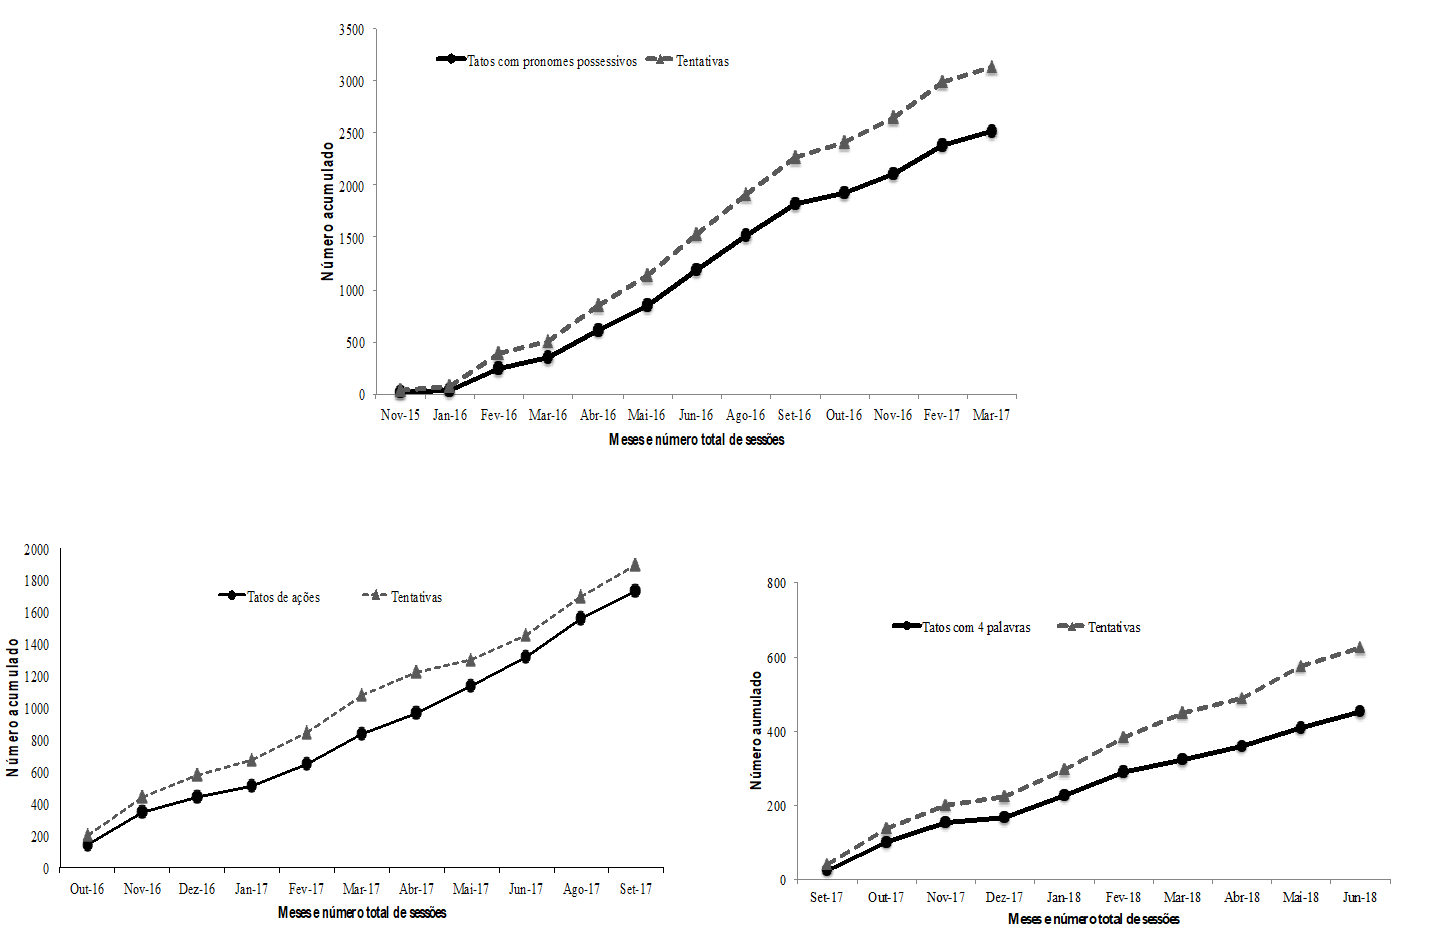 3500
Tatos com pronomes possessivos Tentativas
3000
2500
2000
1500
1000
500
0
Número acumulado
Nov-15 Jan-16 Fev-16 Mar-16 Abr-16 Mai-16 Jun-16 Ago-16 Set-16 Out-16 Nov-16 Fev-17 Mar-17
Meses e número total de sessões
2000
1800
Tatos de ações Tentativas
1600
1400
1200
1000
800
600
400
200
0
Número acumulado
Out-16 Nov-16 Dez-16 Jan-17 Fev-17 Mar-17 Abr-17 Mai-17 Jun-17 Ago-17 Set-17
Meses e número total de sessões
800
Tatos com 4 palavras Tentativas
600
400
200
0
Número aumulado
Set-17 Out-17 Nov-17 Dez-17 Jan-18 Fev-18 Mar-18 Abr-18 Mai-18 Jun-18
Meses e número total de sessões